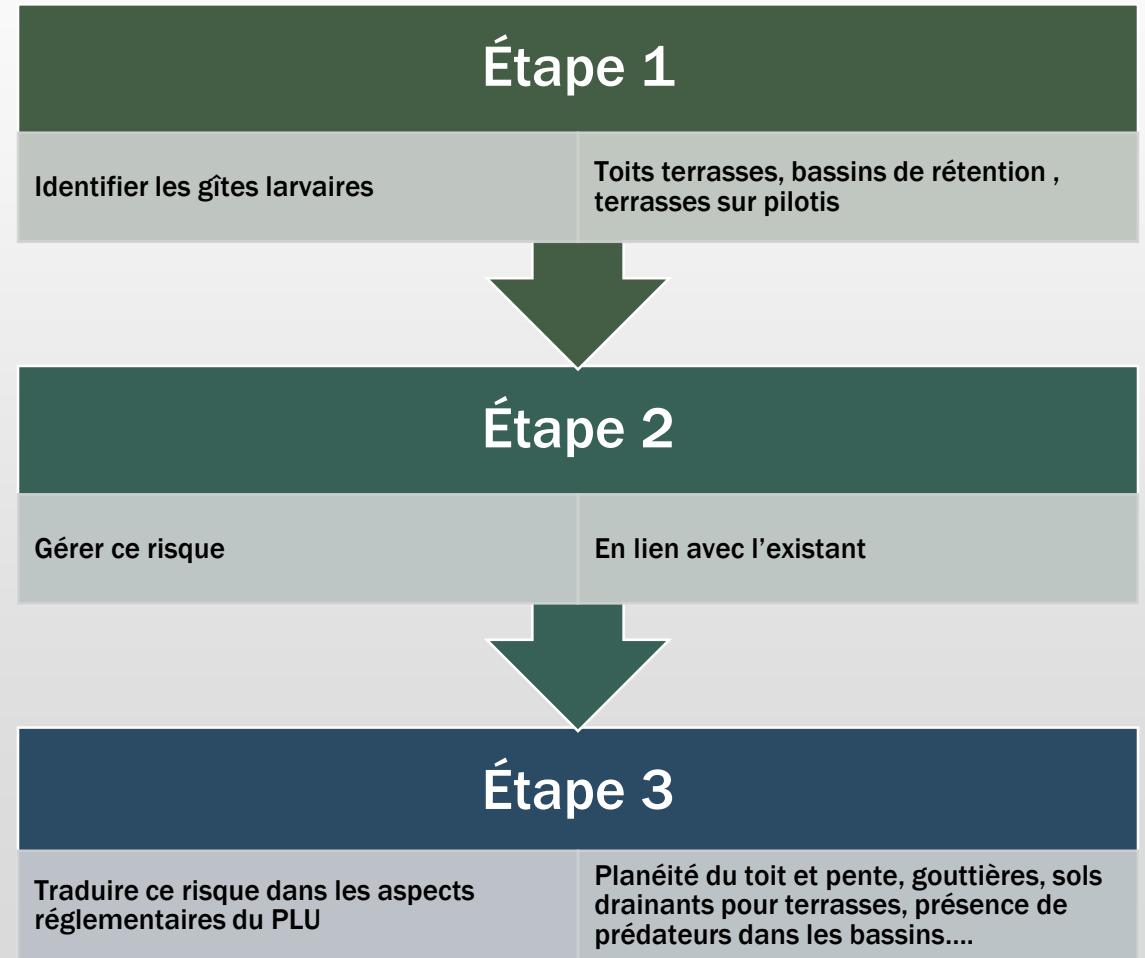 Étape 1
Identifier les gîtes larvaires
Toits terrasses, bassins de rétention ,
terrasses sur pilotis
Étape 2
Gérer ce risque
En lien avec l’existant
Étape 3
Traduire ce risque dans les aspects
réglementaires du PLU
Planéité du toit et pente, gouttières, sols
drainants pour terrasses, présence de
prédateurs dans les bassins....